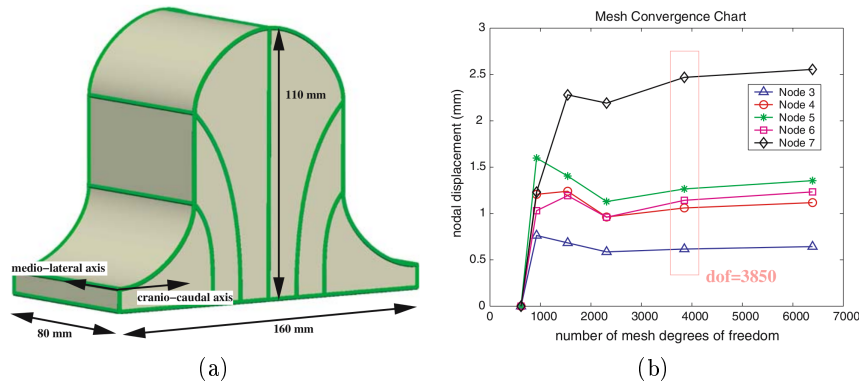 110 mm
medio-lateral axis
cranio-caudal axis
80 mm
160 mm
(a)
Mesh Convergence Chart
nodal displacement (mm)
3
2.5
2
1.5
1
0.5
0
Node 3
Node 4
Node 5
Node 6
Node 7
dof=3850
0 1000 2000 3000 4000 5000 6000 7000
number of mesh degrees of freedom
(b)